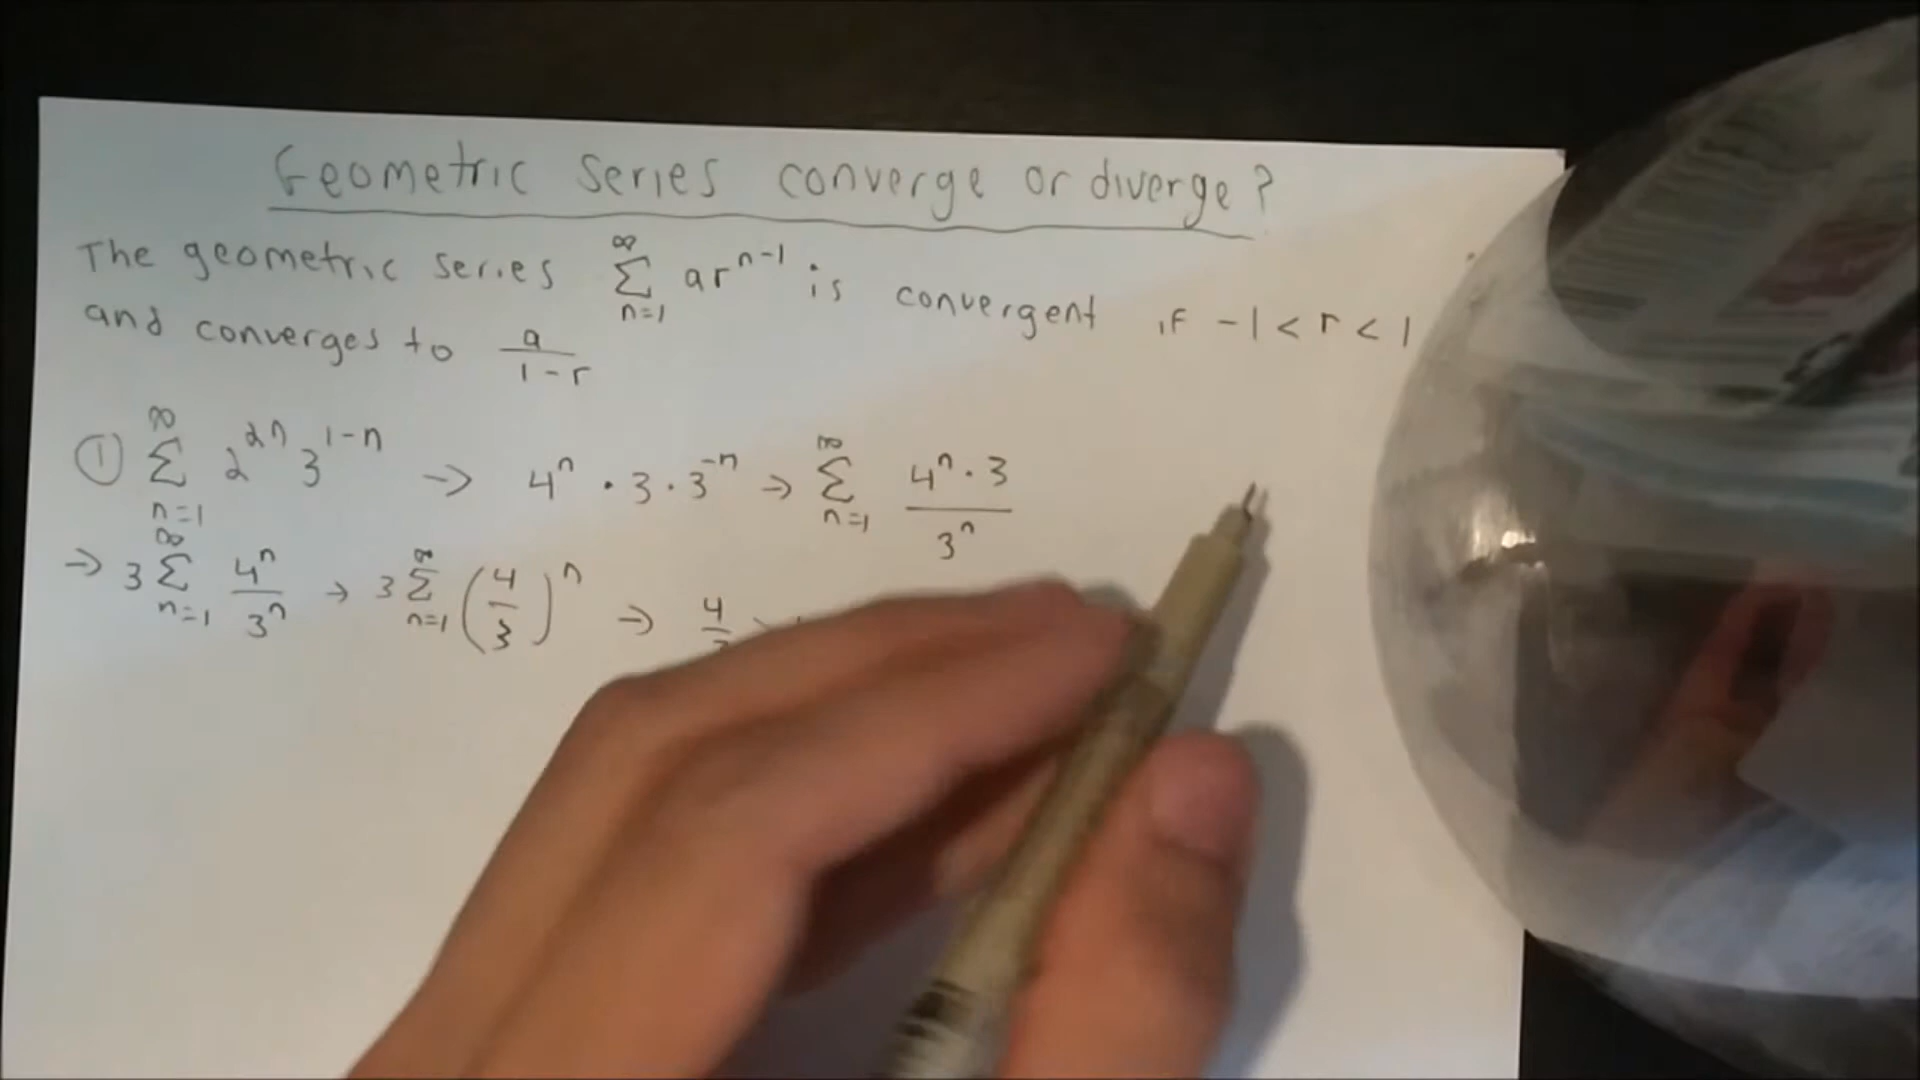 Geometric series converge or diverge?
The geometric series ∞ Σ n=1 ar^(n-1) is convergent if -1 < r < 1
and converges to a/(1-r)
① ∞ Σ n=1 2^(2n) 3^(1-n) → 4^n · 3 · 3^(-n) → ∞ Σ n=1 (4^n · 3)/3^n
→ 3 ∞ Σ n=1 4^n/3^n → 3 ∞ Σ n=1 (4/3)^n → 4